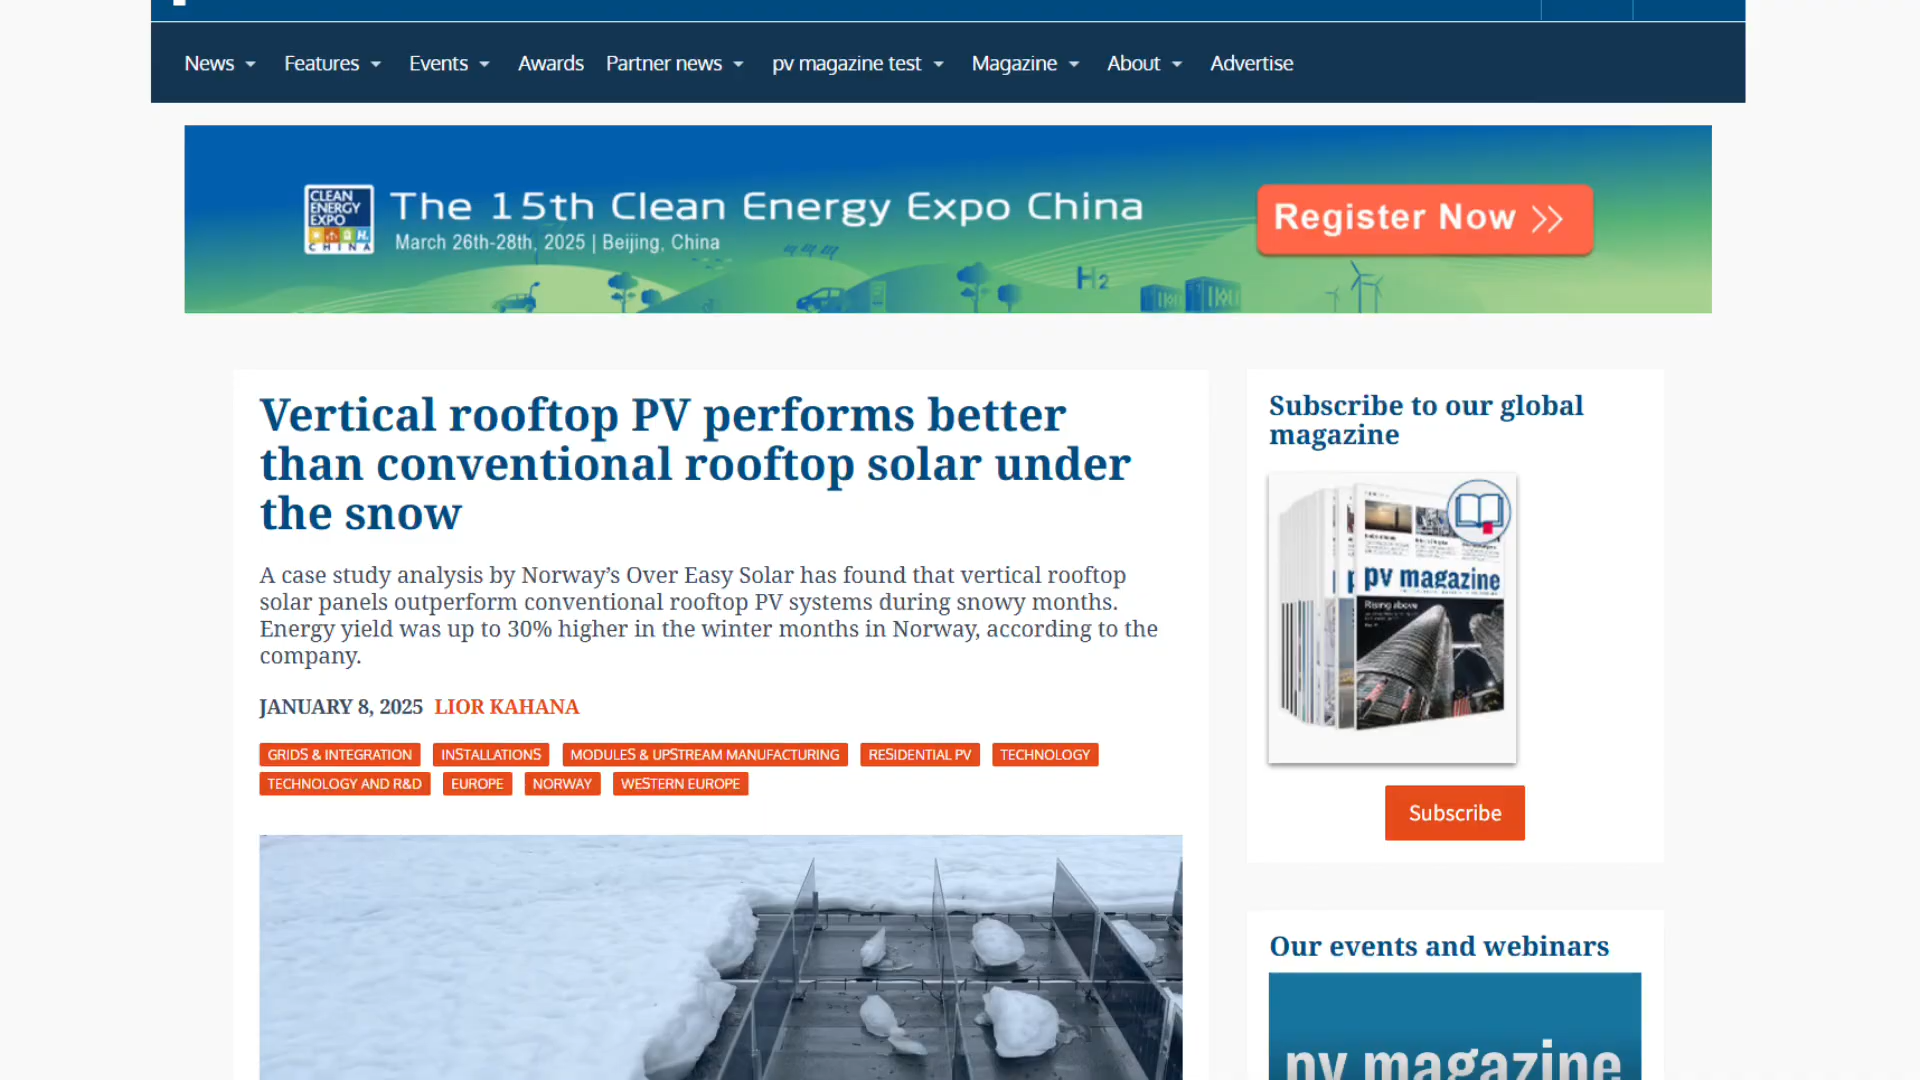 News
Features
Events
Awards
Partner news
pv magazine test
Magazine
About
Advertise
CLEAN
ENERGY
EXPO
CHINA
The 15th Clean Energy Expo China
March 26th-28th, 2025 | Beijing, China
Register Now
H2
Vertical rooftop PV performs better
than conventional rooftop solar under
the snow
A case study analysis by Norway’s Over Easy Solar has found that vertical rooftop
solar panels outperform conventional rooftop PV systems during snowy months.
Energy yield was up to 30% higher in the winter months in Norway, according to the
company.
JANUARY 8, 2025 LIOR KAHANA
GRIDS & INTEGRATION
INSTALLATIONS
MODULES & UPSTREAM MANUFACTURING
RESIDENTIAL PV
TECHNOLOGY
TECHNOLOGY AND R&D
EUROPE
NORWAY
WESTERN EUROPE
Subscribe to our global
magazine
pv magazine
Rising above
Subscribe
Our events and webinars
pv magazine